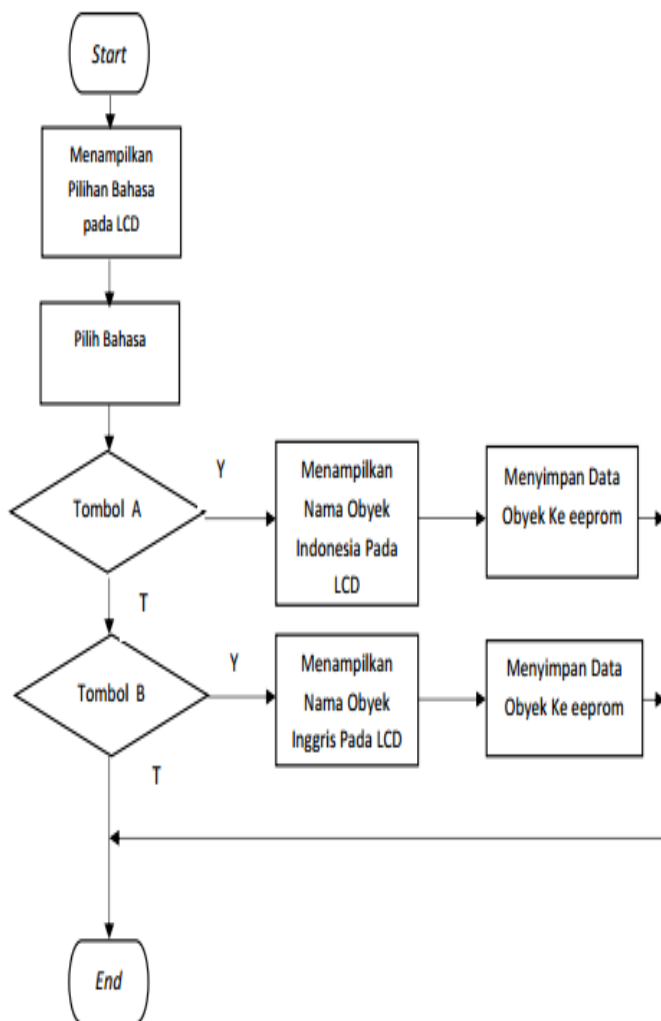 Start
Menampilkan
Pilihan Bahasa
pada LCD
Pilih Bahasa
Tombol A
Y
Menampilkan
Nama Obyek
Indonesia Pada
LCD
Menyimpan Data
Obyek Ke eeprom
T
Tombol B
Y
Menampilkan
Nama Obyek
Inggris Pada LCD
Menyimpan Data
Obyek Ke eeprom
T
End